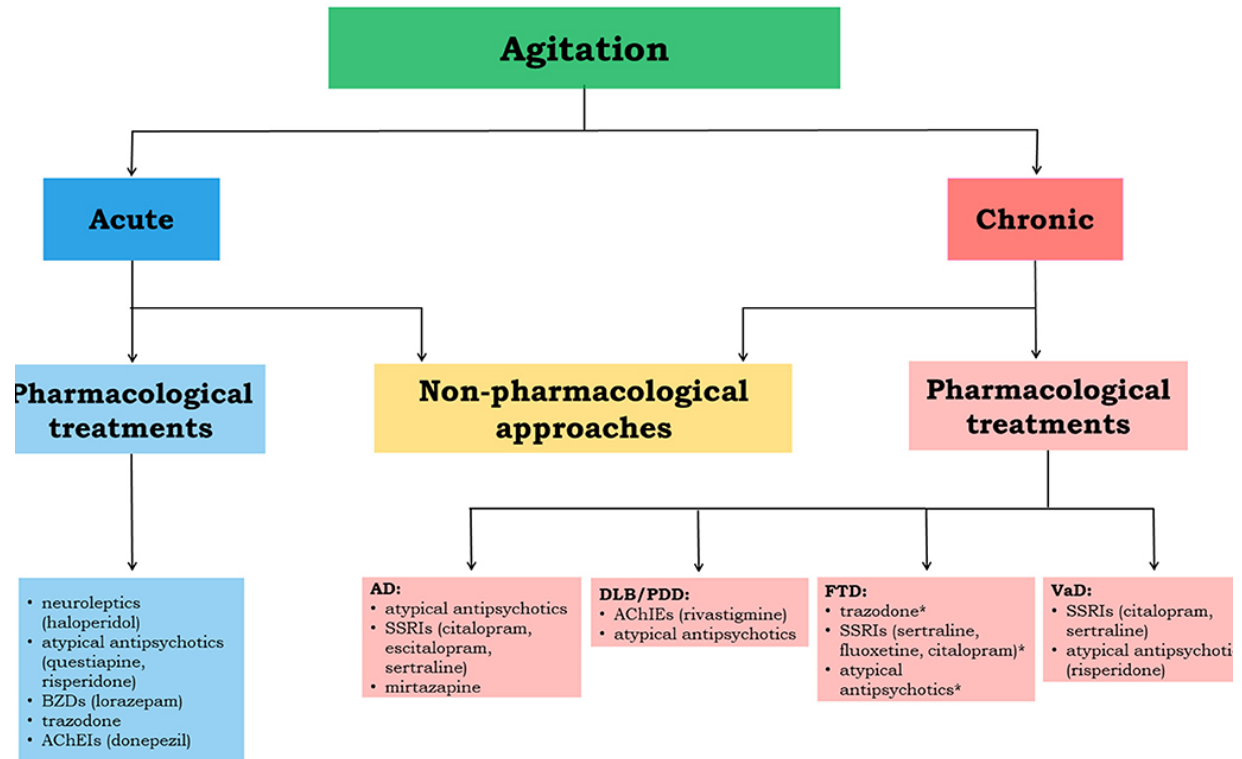 Agitation
Acute
Chronic
Pharmacological
treatments
Non-pharmacological
approaches
Pharmacological
treatments
• neuroleptics
(haloperidol)
• atypical antipsychotics
(questiapine,
risperidone)
• BZDs (lorazepam)
• trazodone
• AChEIs (donepezil)
AD:
• atypical antipsychotics
• SSRIs (citalopram,
escitalopram,
sertraline)
• mirtazapine
DLB/PDD:
• AChIEs (rivastigmine)
• atypical antipsychotics
FTD:
• trazodone*
• SSRIs (sertraline,
fluoxetine, citalopram)*
• atypical
antipsychotics*
VaD:
• SSRIs (citalopram,
sertraline)
• atypical antipsychotic
(risperidone)